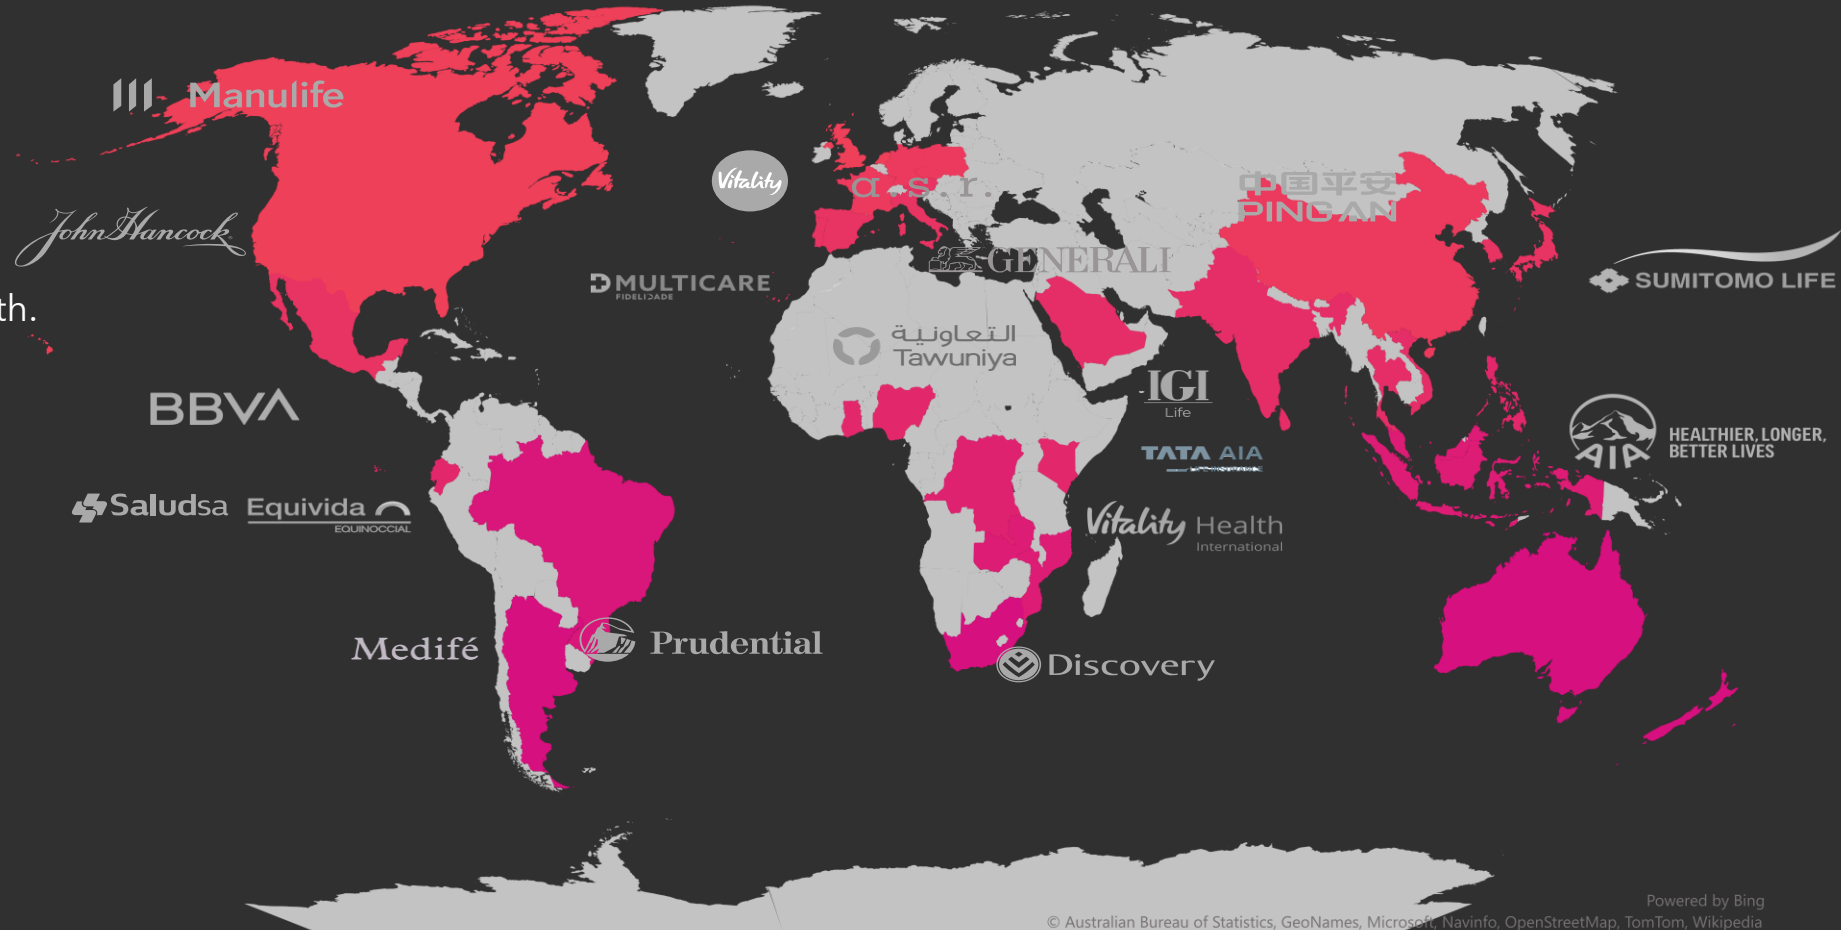 Manulife
Vitality
a.s.r.
中国平安
PING AN
John Hancock
GENERALI
MULTICARE
FIDELIDADE
SUMITOMO LIFE
th.
التعاونية
Tawuniya
BBVA
IGI
Life
AIA
HEALTHIER, LONGER,
BETTER LIVES
TATA AIA
Saludsa
Equivida
EQUINOCCIAL
Vitality Health
International
Medifé
Prudential
Discovery
Powered by Bing
© Australian Bureau of Statistics, GeoNames, Microsoft, Navinfo, OpenStreetMap, TomTom, Wikipedia